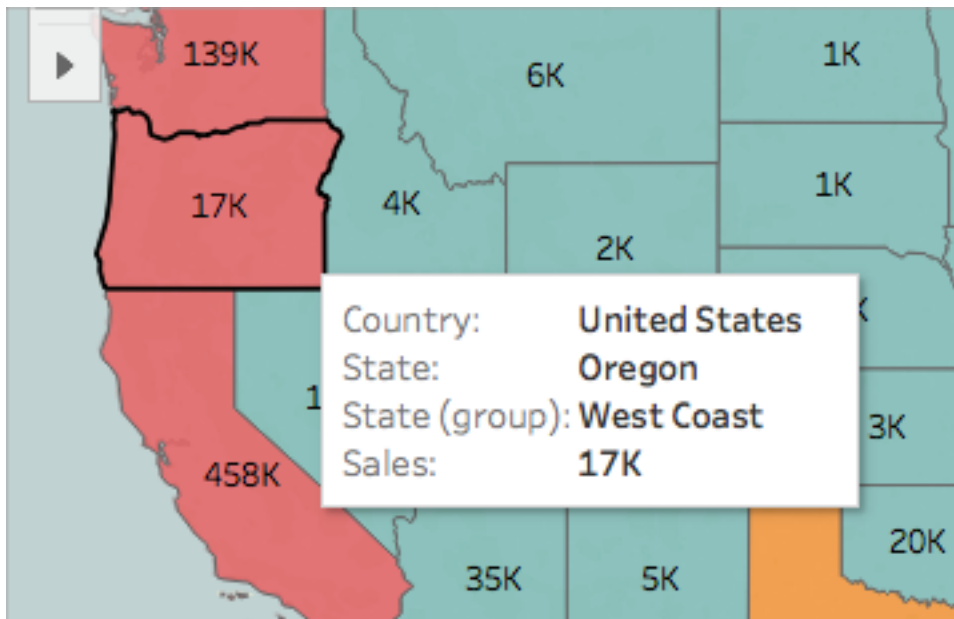 139K
6K
1K
17K
4K
1K
2K
Country: United States
State: Oregon
State (group): West Coast
Sales: 17K
3K
458K
20K
35K
5K